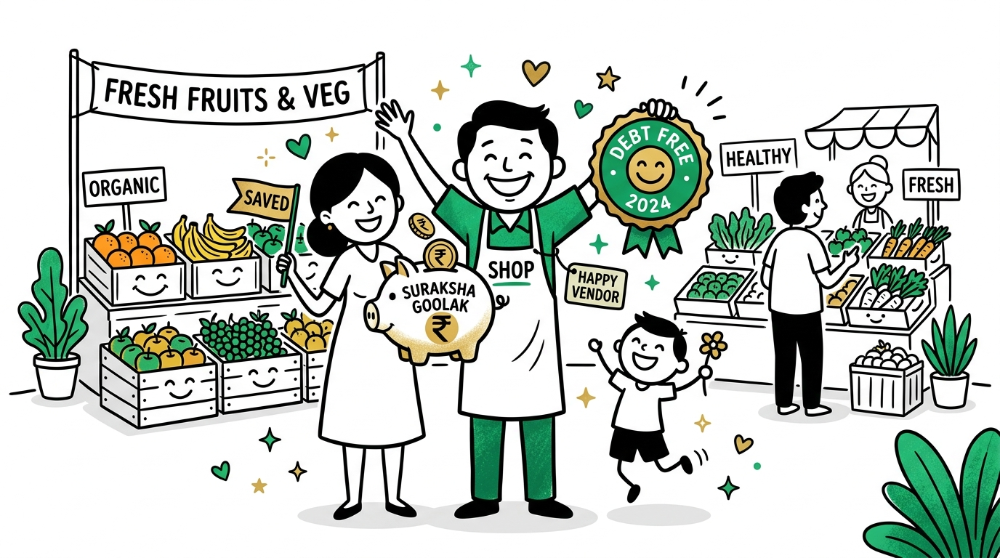 FRESH FRUITS & VEG
ORGANIC
SAVED
₹
₹
SURAKSHA
GOOLAK
₹
SHOP
DEBT FREE
2024
HAPPY
VENDOR
HEALTHY
FRESH